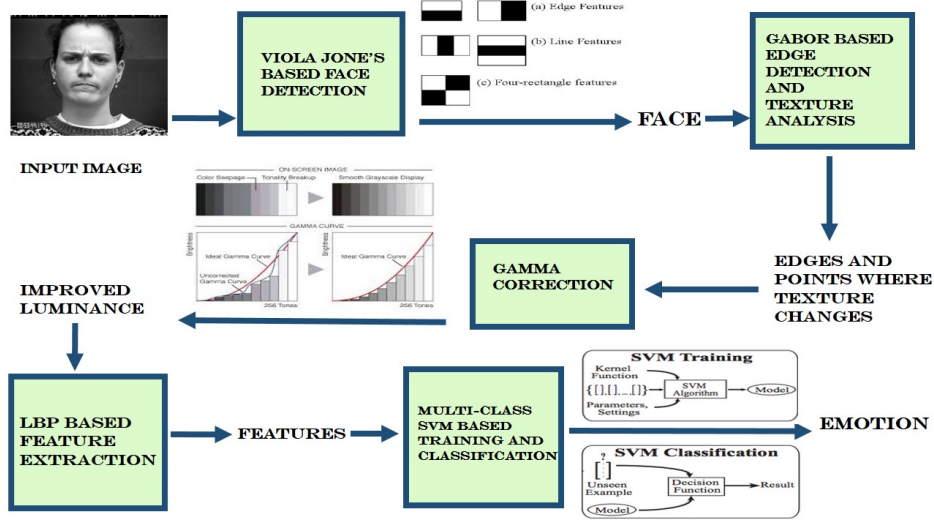 VIOLA JONE'S
BASED FACE
DETECTION
(a) Edge Features
(b) Line Features
(c) Four-rectangle features
FACE
GABOR BASED
EDGE
DETECTION
AND
TEXTURE
ANALYSIS
INPUT IMAGE
ON-SCREEN IMAGE
Color Seepage
Tonality Breakup
Smooth Grayscale Display
GAMMA CURVE
Brightness
Ideal Gamma Curve
Uncorrected
Gamma Curve
256 Tones
Brightness
Ideal Gamma Curve
256 Tones
GAMMA
CORRECTION
EDGES AND
POINTS WHERE
TEXTURE
CHANGES
IMPROVED
LUMINANCE
LBP BASED
FEATURE
EXTRACTION
FEATURES
MULTI-CLASS
SVM BASED
TRAINING AND
CLASSIFICATION
SVM Training
Kernel
Function
{[],[],...,[]}
SVM
Algorithm
Model
Parameters,
Settings
EMOTION
SVM Classification
?
[ ]
Unseen
Example
Decision
Function
Result
Model